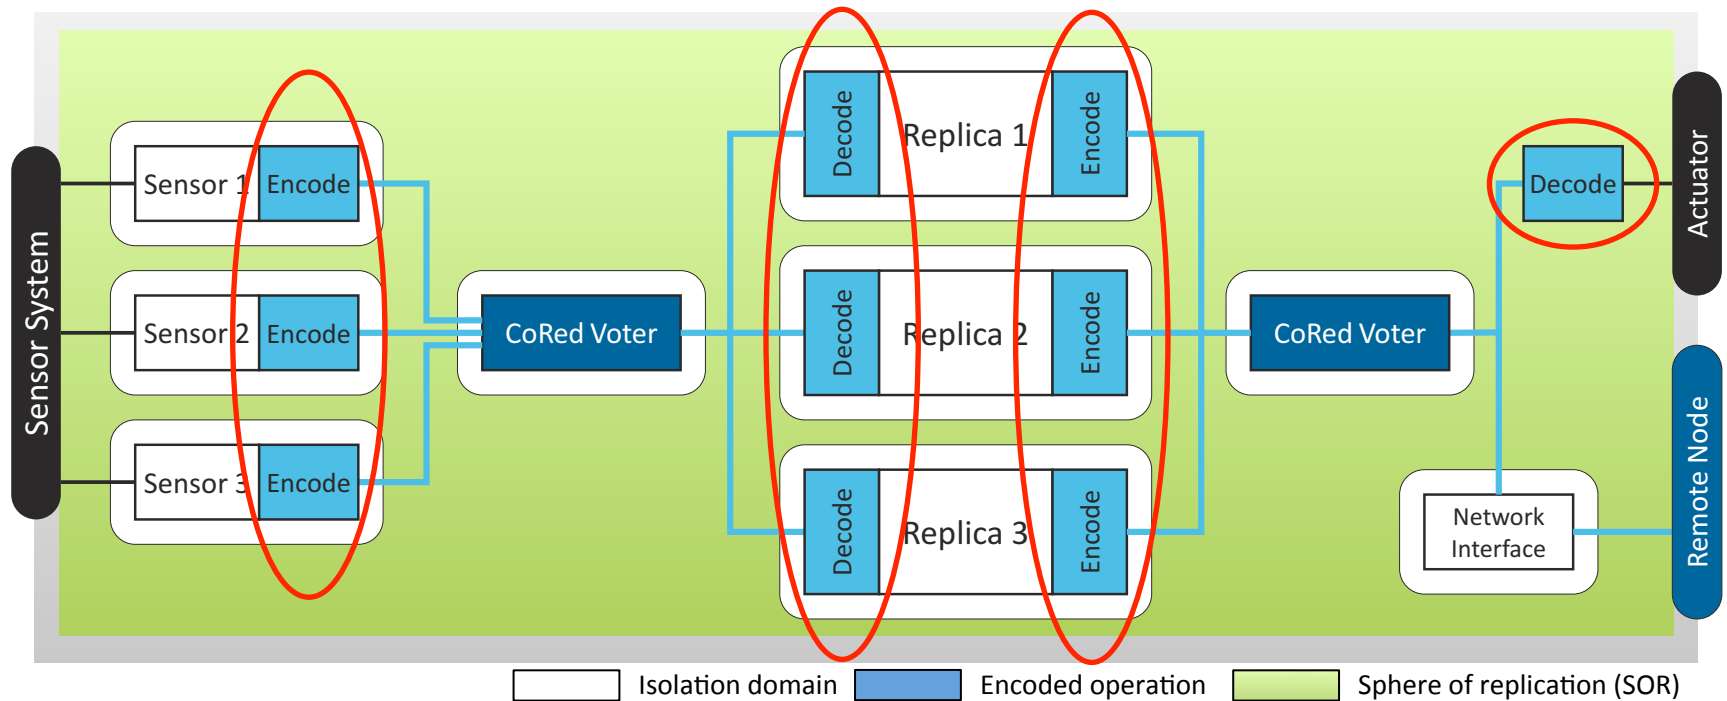 Sensor System
Sensor 1
Encode
Sensor 2
Encode
Sensor 3
Encode
CoRed Voter
Decode
Replica 1
Encode
Decode
Replica 2
Encode
Decode
Replica 3
Encode
CoRed Voter
Decode
Actuator
Network
Interface
Remote Node
Isolation domain
Encoded operation
Sphere of replication (SOR)